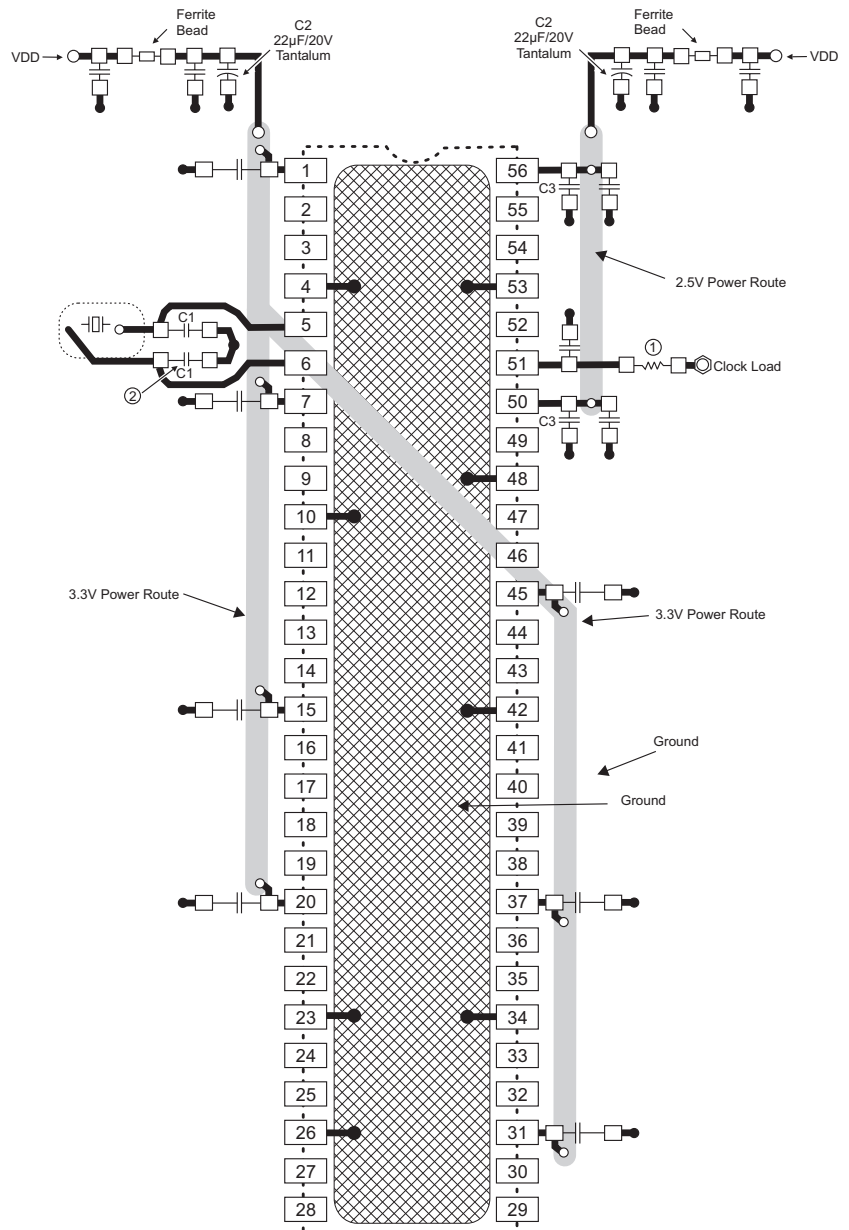 Ferrite
Bead
C2
22µF/20V
Tantalum
VDD
C2
22µF/20V
Tantalum
Ferrite
Bead
VDD
1
2
3
4
5
6
7
8
9
10
11
12
13
14
15
16
17
18
19
20
21
22
23
24
25
26
27
28
56
55
54
53
52
51
50
49
48
47
46
45
44
43
42
41
40
39
38
37
36
35
34
33
32
31
30
29
C1
C1
②
3.3V Power Route
C3
2.5V Power Route
①
Clock Load
C3
3.3V Power Route
Ground
Ground